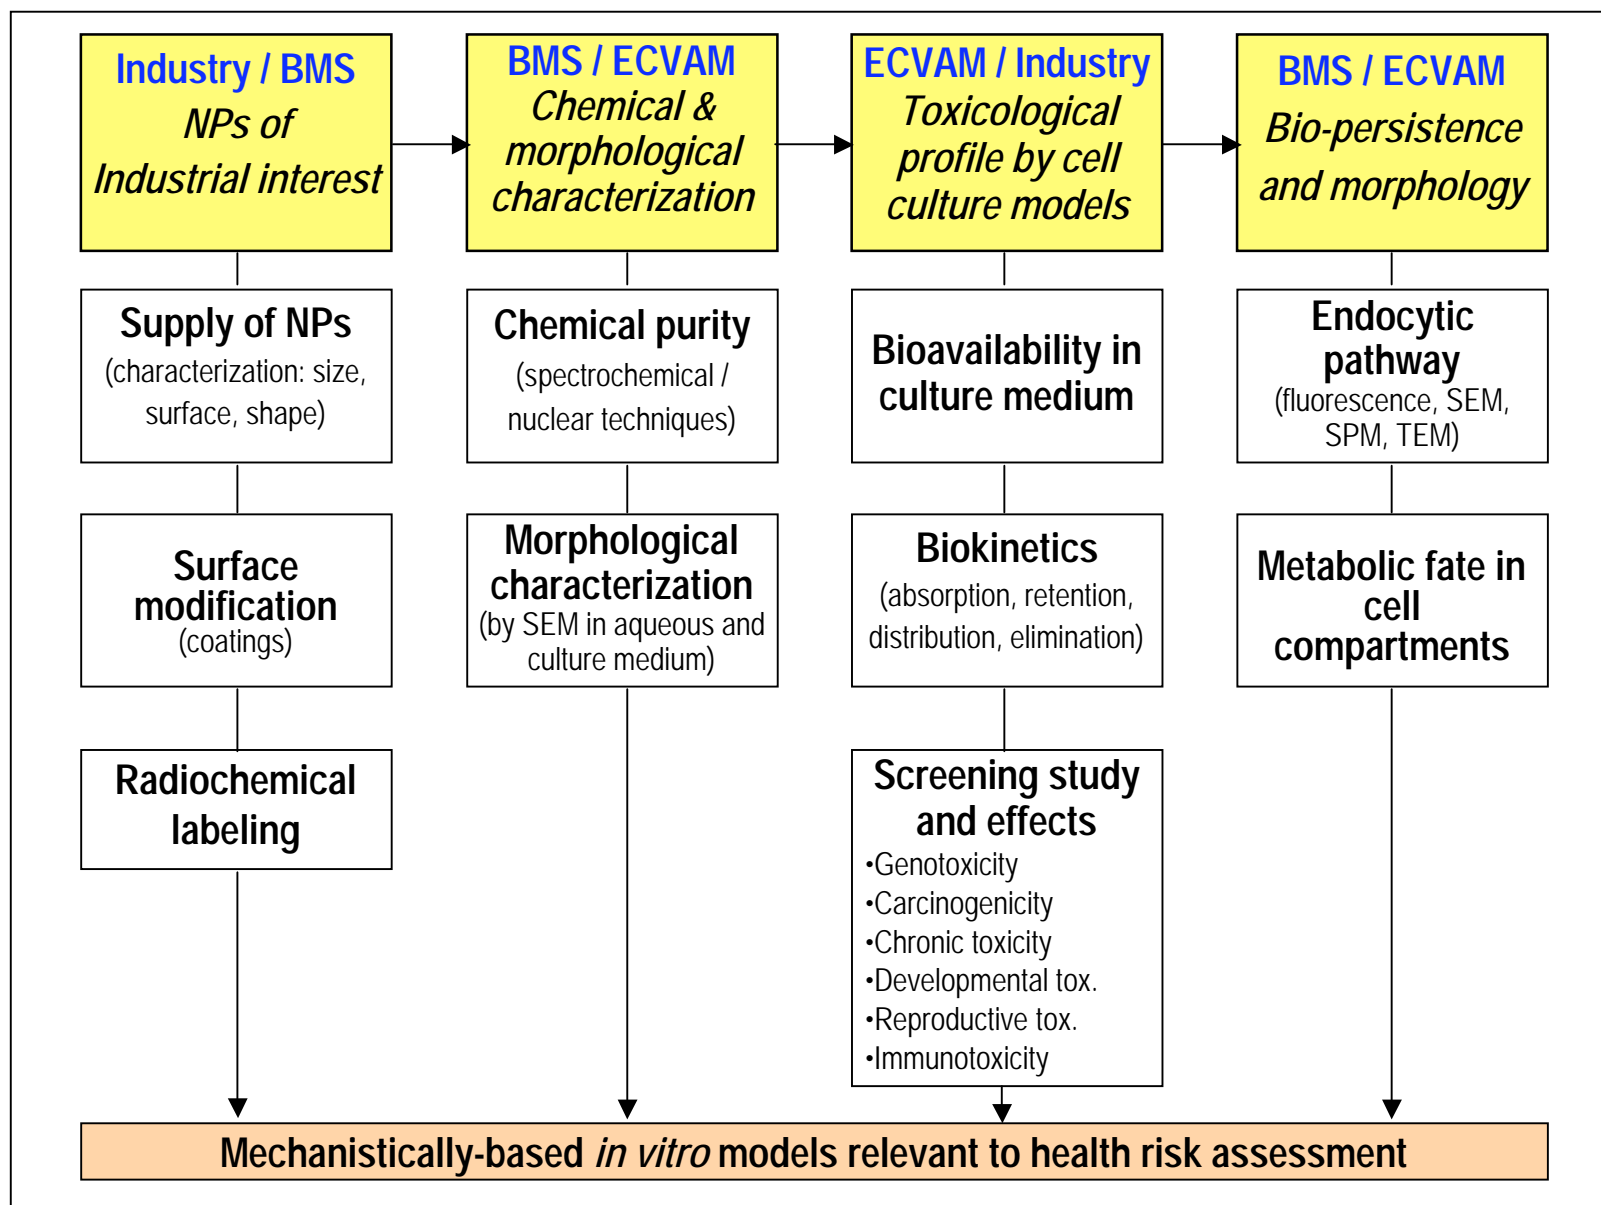 Industry / BMS
NPs of
Industrial interest
BMS / ECVAM
Chemical &
morphological
characterization
ECVAM / Industry
Toxicological
profile by cell
culture models
BMS / ECVAM
Bio-persistence
and morphology
Supply of NPs
(characterization: size,
surface, shape)
Chemical purity
(spectrochemical /
nuclear techniques)
Bioavailability in
culture medium
Endocytic
pathway
(fluorescence, SEM,
SPM, TEM)
Surface
modification
(coatings)
Morphological
characterization
(by SEM in aqueous and
culture medium)
Biokinetics
(absorption, retention,
distribution, elimination)
Metabolic fate in
cell
compartments
Radiochemical
labeling
Screening study
and effects
•Genotoxicity
•Carcinogenicity
•Chronic toxicity
•Developmental tox.
•Reproductive tox.
•Immunotoxicity
Mechanistically-based in vitro models relevant to health risk assessment